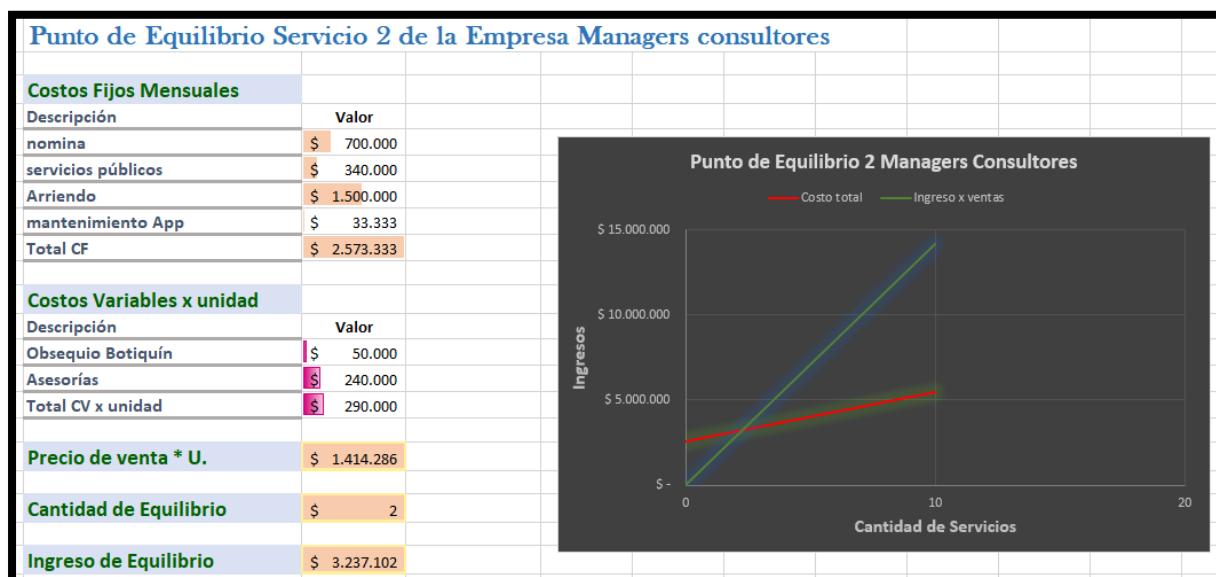 Punto de Equilibrio Servicio 2 de la Empresa Managers consultores
Costos Fijos Mensuales
Descripción Valor
nomina $ 700.000
servicios públicos $ 340.000
Arriendo $ 1.500.000
mantenimiento App $ 33.333
Total CF $ 2.573.333
Costos Variables x unidad
Descripción Valor
Obsequio Botiquín $ 50.000
Asesorías $ 240.000
Total CV x unidad $ 290.000
Precio de venta * U. $ 1.414.286
Cantidad de Equilibrio $ 2
Ingreso de Equilibrio $ 3.237.102
Punto de Equilibrio 2 Managers Consultores
Costo total Ingreso x ventas
$ 15.000.000
$ 10.000.000
$ 5.000.000
$ -
Ingresos
0 10 20
Cantidad de Servicios